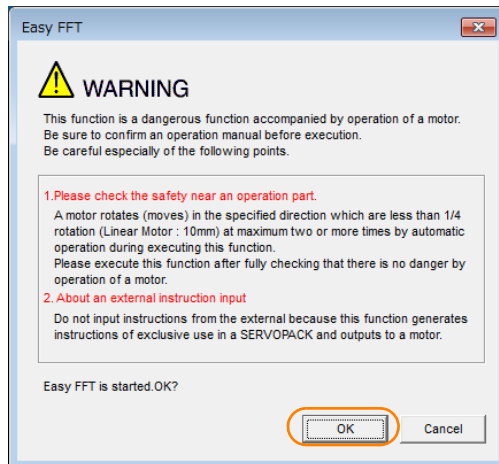 Easy FFT
WARNING
This function is a dangerous function accompanied by operation of a motor.
Be sure to confirm an operation manual before execution.
Be careful especially of the following points.
1.Please check the safety near an operation part.
A motor rotates (moves) in the specified direction which are less than 1/4
rotation (Linear Motor : 10mm) at maximum two or more times by automatic
operation during executing this function.
Please execute this function after fully checking that there is no danger by
operation of a motor.
2. About an external instruction input
Do not input instructions from the external because this function generates
instructions of exclusive use in a SERVOPACK and outputs to a motor.
Easy FFT is started.OK?
OK
Cancel